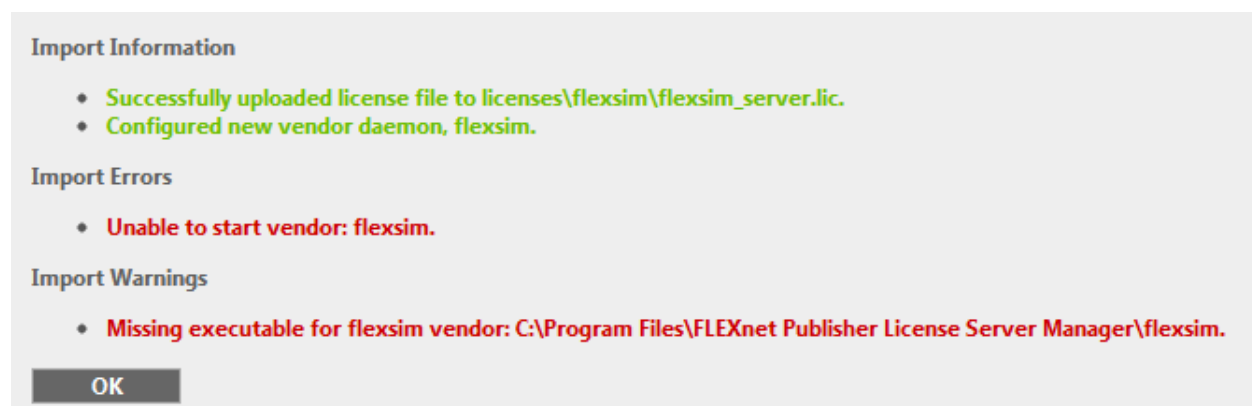 Import Information
Successfully uploaded license file to licenses\flexsim\flexsim_server.lic.
Configured new vendor daemon, flexsim.
Import Errors
Unable to start vendor: flexsim.
Import Warnings
Missing executable for flexsim vendor: C:\Program Files\FLEXnet Publisher License Server Manager\flexsim.
OK